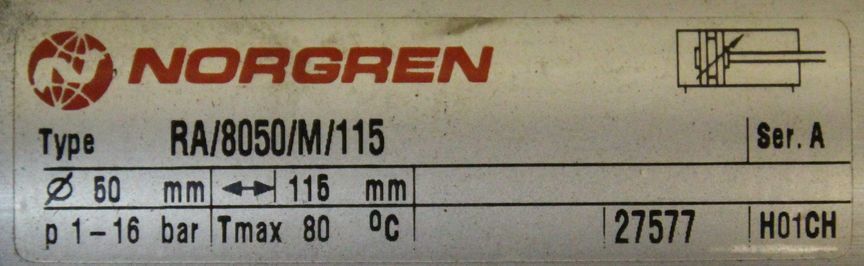 NORGREN
Type RA/8050/M/115 Ser. A
Ø 50 mm 115 mm
p 1-16 bar Tmax 80 °C 27577 H01CH